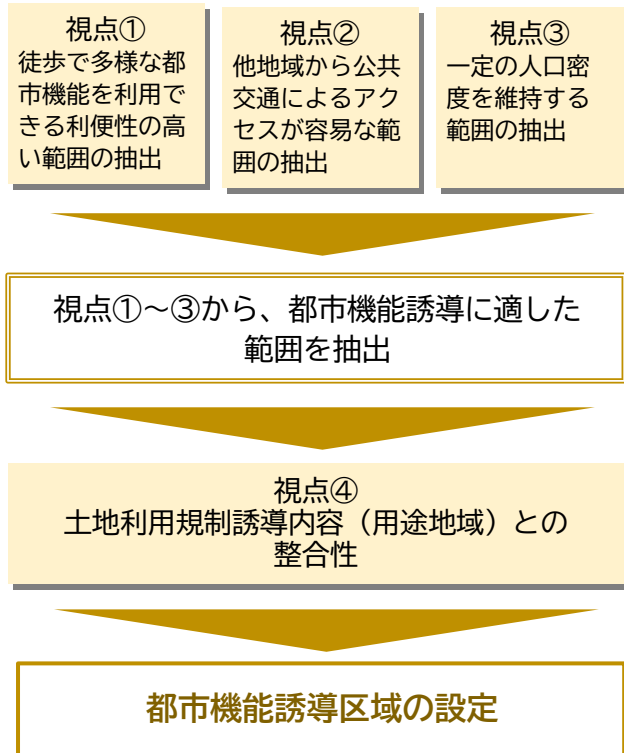 視点①
徒歩で多様な都
市機能を利用で
きる利便性の高
い範囲の抽出
視点②
他地域から公共
交通によるアク
セスが容易な範
囲の抽出
視点③
一定の人口密
度を維持する
範囲の抽出
視点①～③から、都市機能誘導に適した
範囲を抽出
視点④
土地利用規制誘導内容（用途地域）との
整合性
都市機能誘導区域の設定